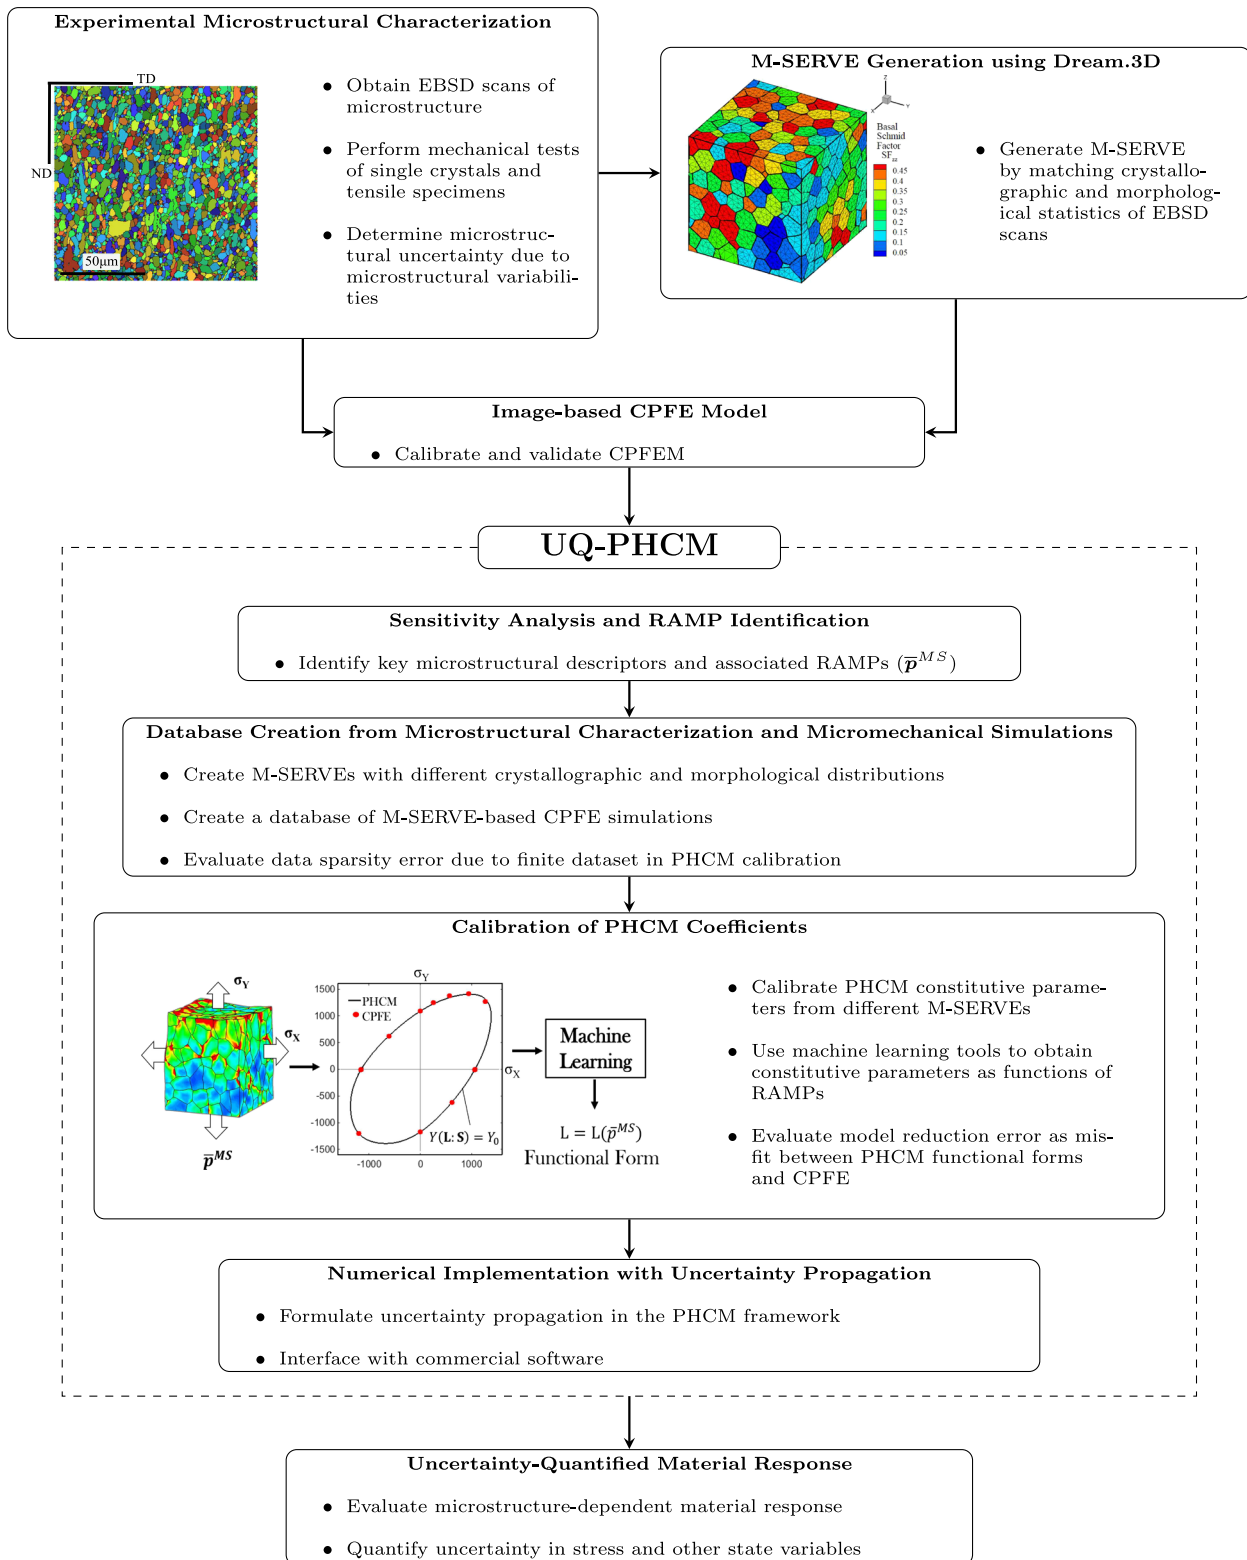 Experimental Microstructural Characterization
TD
ND
50μm
• Obtain EBSD scans of
microstructure
• Perform mechanical tests
of single crystals and
tensile specimens
• Determine microstruc-
tural uncertainty due to
microstructural variabili-
ties
M-SERVE Generation using Dream.3D
Z
X
Y
Basal
Schmid
Factor
0.45
0.4
0.35
0.3
0.25
0.2
0.15
0.1
0.05
• Generate M-SERVE
by matching crystallo-
graphic and morpholog-
ical statistics of EBSD
scans
Image-based CPFE Model
• Calibrate and validate CPFEM
UQ-PHCM
Sensitivity Analysis and RAMP Identification
• Identify key microstructural descriptors and associated RAMPs (p̅^MS)
Database Creation from Microstructural Characterization and Micromechanical Simulations
• Create M-SERVEs with different crystallographic and morphological distributions
• Create a database of M-SERVE-based CPFE simulations
• Evaluate data sparsity error due to finite dataset in PHCM calibration
Calibration of PHCM Coefficients
σ_Y
σ_X
p̅^MS
σ_Y
1500
1000
500
0
-500
-1000
-1500
-1000
0
1000
PHCM
CPFE
σ_X
Y(L:S) = Y_0
Machine
Learning
L = L(p̅^MS)
Functional Form
• Calibrate PHCM constitutive parame-
ters from different M-SERVEs
• Use machine learning tools to obtain
constitutive parameters as functions of
RAMPs
• Evaluate model reduction error as mis-
fit between PHCM functional forms
and CPFE
Numerical Implementation with Uncertainty Propagation
• Formulate uncertainty propagation in the PHCM framework
• Interface with commercial software
Uncertainty-Quantified Material Response
• Evaluate microstructure-dependent material response
• Quantify uncertainty in stress and other state variables